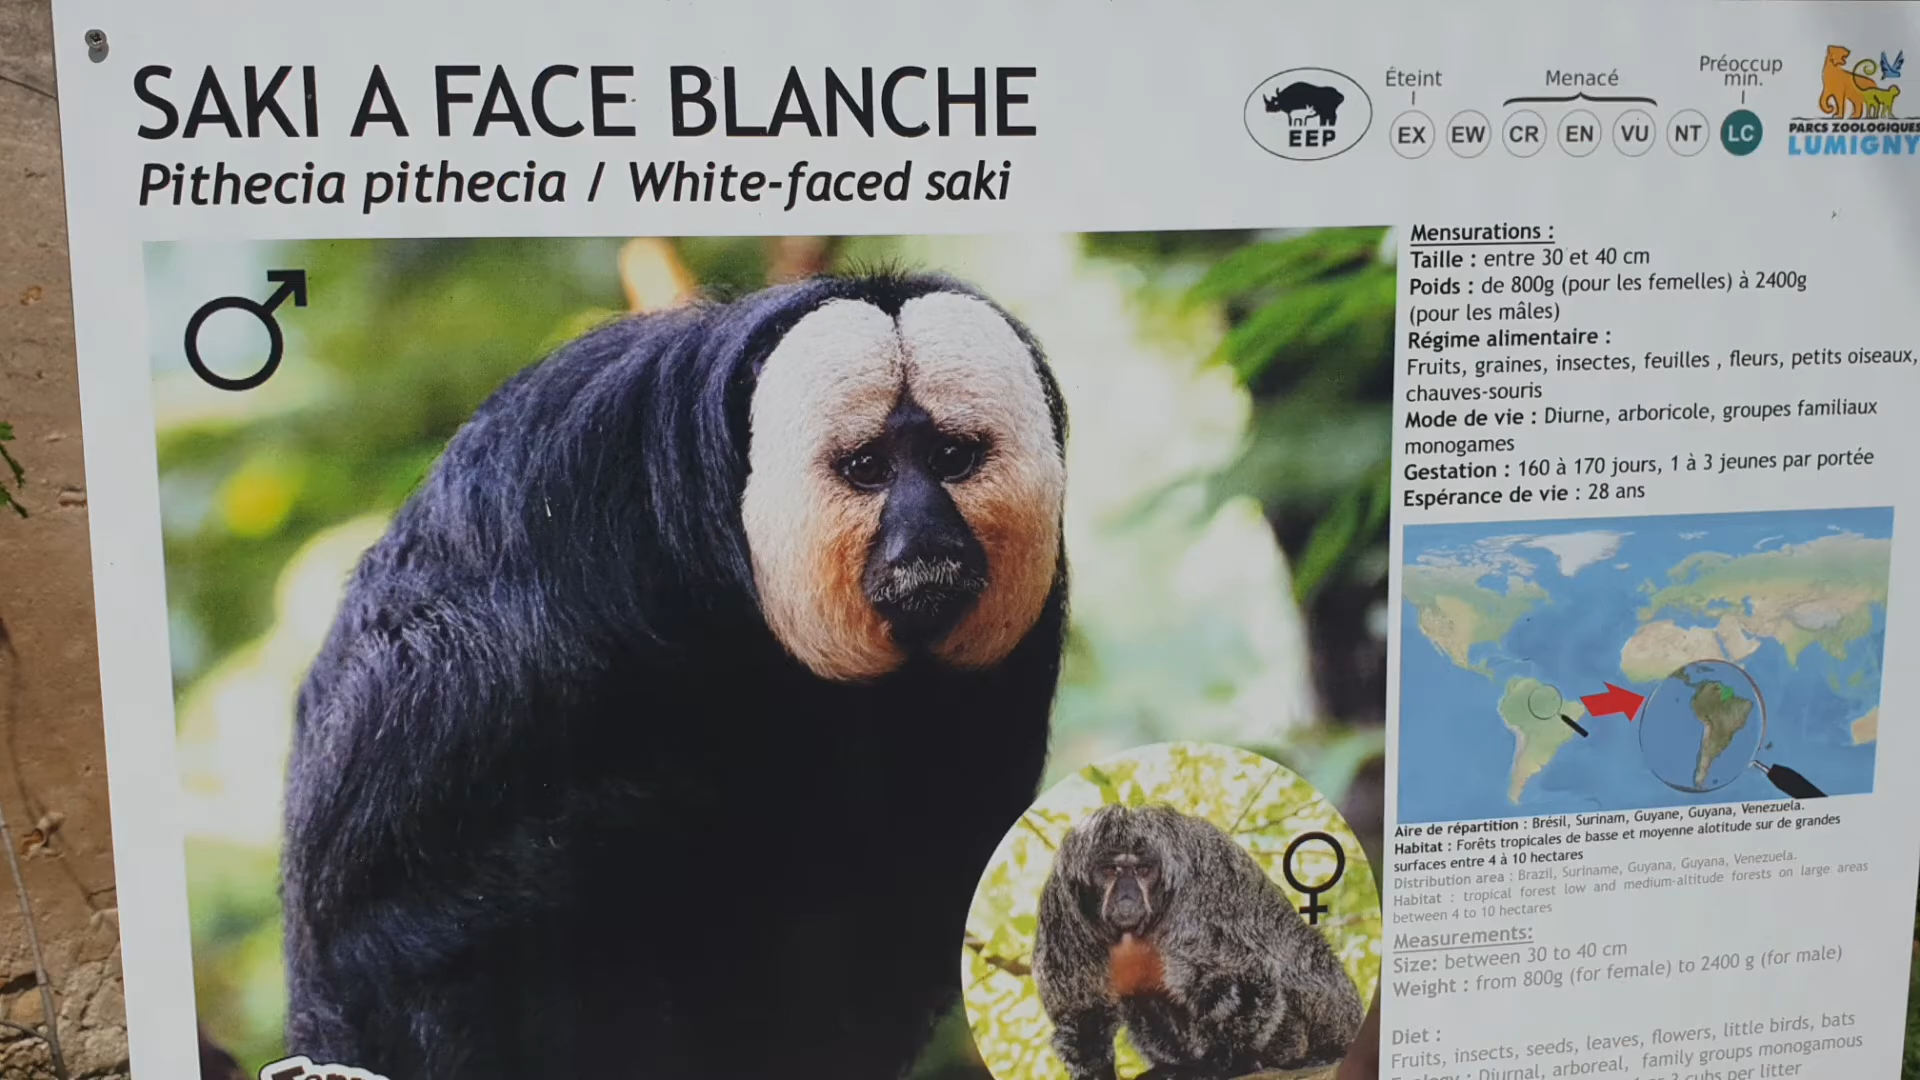 SAKI A FACE BLANCHE
Pithecia pithecia / White-faced saki
EEP
Éteint
Menacé
Préoccup
min.
EX EW CR EN VU NT LC
PARCS ZOOLOGIQUES
LUMIGNY
Mensurations :
Taille : entre 30 et 40 cm
Poids : de 800g (pour les femelles) à 2400g
(pour les mâles)
Régime alimentaire :
Fruits, graines, insectes, feuilles , fleurs, petits oiseaux,
chauves-souris
Mode de vie : Diurne, arboricole, groupes familiaux
monogames
Gestation : 160 à 170 jours, 1 à 3 jeunes par portée
Espérance de vie : 28 ans
Aire de répartition : Brésil, Surinam, Guyane, Guyana, Venezuela.
Habitat : Forêts tropicales de basse et moyenne alotitude sur de grandes
surfaces entre 4 à 10 hectares
Distribution area : Brazil, Suriname, Guyana, Guyana, Venezuela.
Habitat : tropical forest low and medium-altitude forests on large areas
between 4 to 10 hectares
Measurements:
Size: between 30 to 40 cm
Weight : from 800g (for female) to 2400 g (for male)
Diet :
Fruits, insects, seeds, leaves, flowers, little birds, bats
: Diurnal, arboreal, family groups monogamous
3 cubs per litter